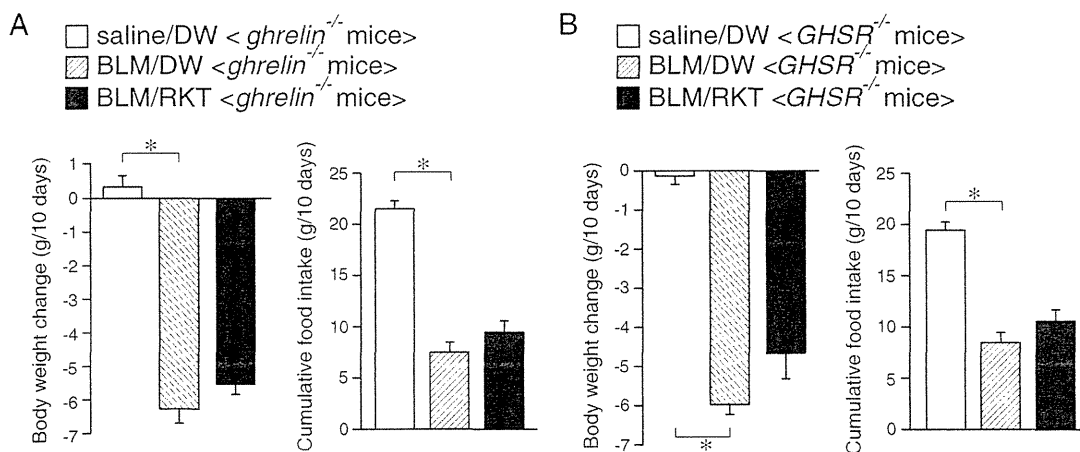 A
saline/DW <ghrelin-/- mice>
BLM/DW <ghrelin-/- mice>
BLM/RKT <ghrelin-/- mice>
Body weight change (g/10 days)
1
0
-1
-2
-3
-4
-5
-6
-7
*
Cumulative food intake (g/10 days)
25
20
15
10
5
0
*
B
saline/DW <GHSR-/- mice>
BLM/DW <GHSR-/- mice>
BLM/RKT <GHSR-/- mice>
Body weight change (g/10 days)
0
-1
-2
-3
-4
-5
-6
-7
*
Cumulative food intake (g/10 days)
25
20
15
10
5
0
*